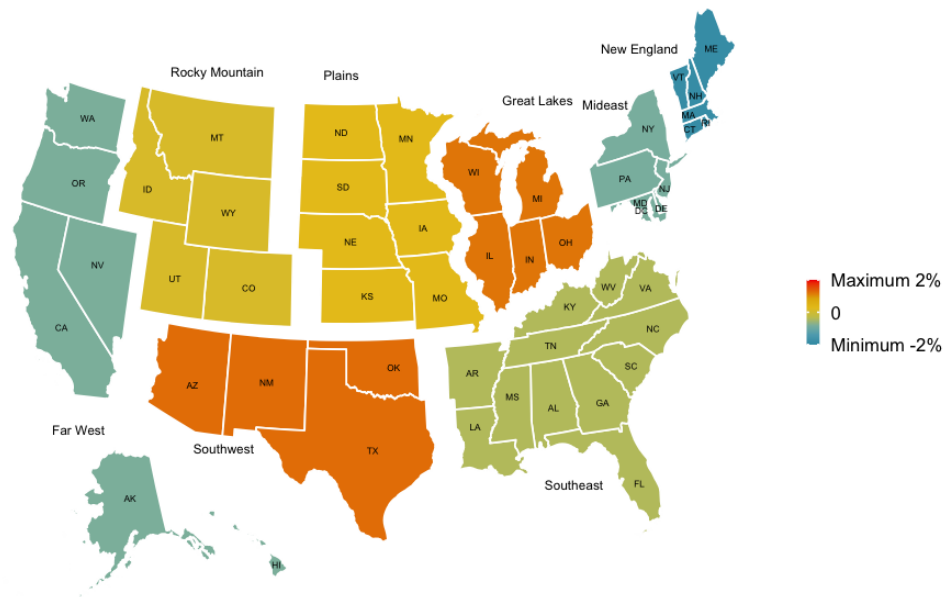 New England
ME
Rocky Mountain
Plains
VT
NH
Great Lakes
Mideast
MA
RI
CT
WA
MT
ND
MN
NY
WI
PA
NJ
OR
ID
SD
MI
MD
DC
DE
WY
IA
OH
NE
IL
IN
NV
UT
CO
KS
MO
KY
WV
VA
Maximum 2%
0
Minimum -2%
CA
TN
NC
AZ
NM
OK
AR
SC
MS
AL
GA
LA
Far West
Southwest
TX
Southeast
FL
AK
HI